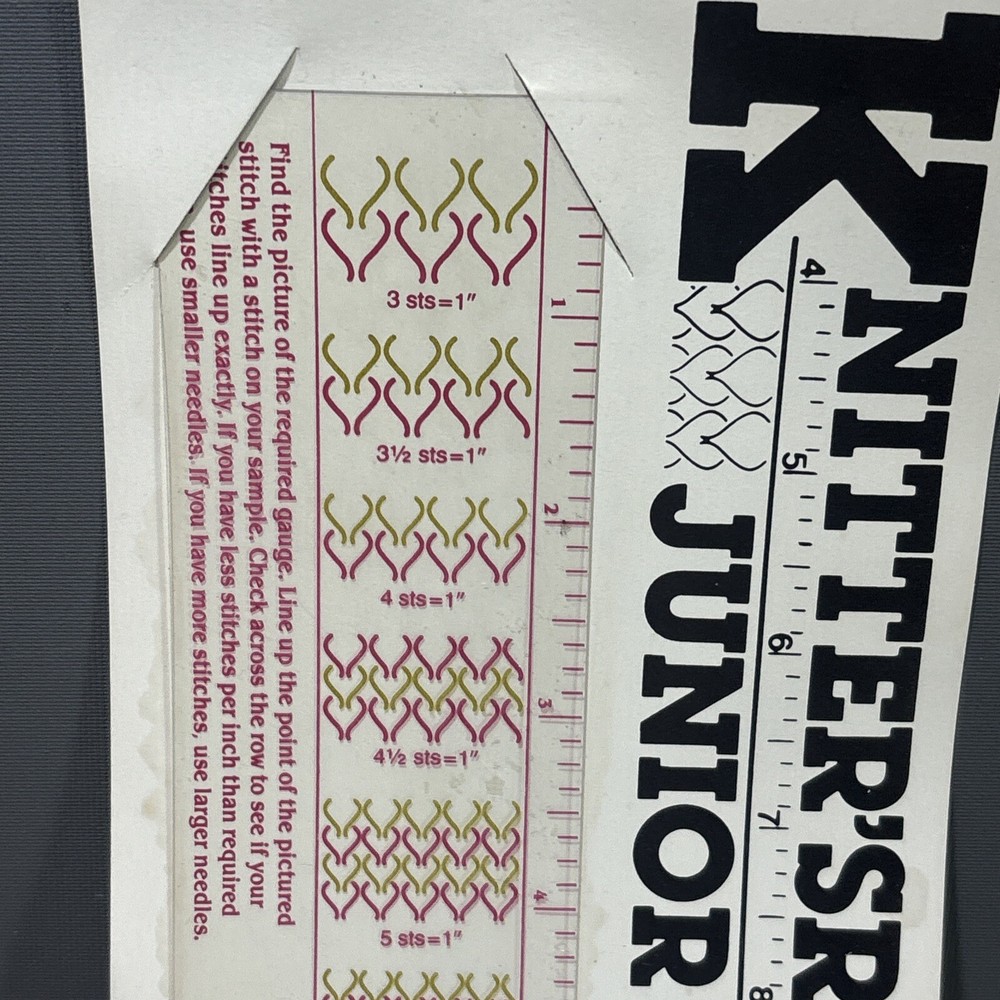 Find the picture of the required gauge. Line up the point of the pictured
stitch with a stitch on your sample. Check across the row to see if your
stitches line up exactly. If you have less stitches per inch than required
use smaller needles. If you have more stitches, use larger needles.
3 sts=1"
3½ sts=1"
4 sts=1"
4½ sts=1"
5 sts=1"
1
2
3
4
KNITTER'S R
JUNIOR
4
5
6
7
8